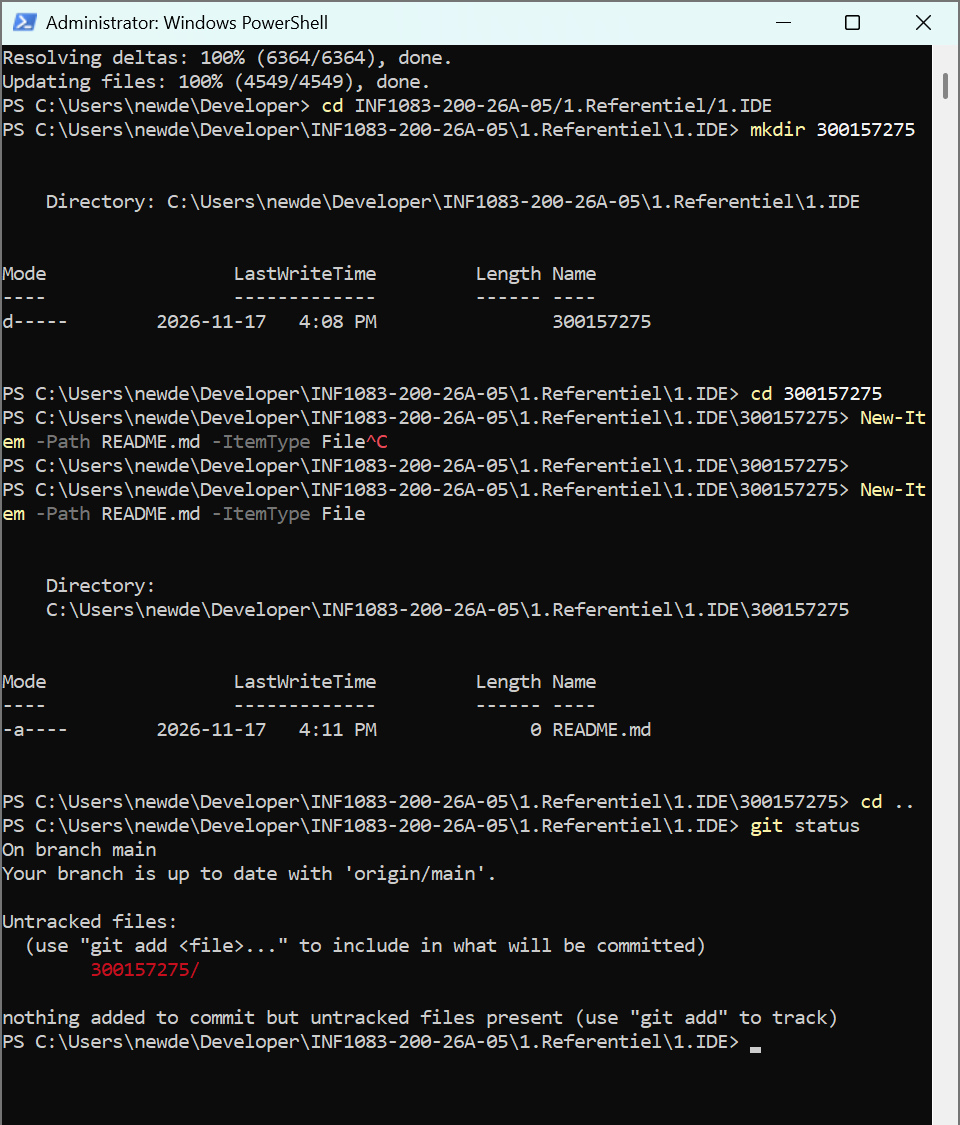 Administrator: Windows PowerShell
Resolving deltas: 100% (6364/6364), done.
Updating files: 100% (4549/4549), done.
PS C:\Users\newde\Developer> cd INF1083-200-26A-05/1.Referentiel/1.IDE
PS C:\Users\newde\Developer\INF1083-200-26A-05\1.Referentiel\1.IDE> mkdir 300157275
Directory: C:\Users\newde\Developer\INF1083-200-26A-05\1.Referentiel\1.IDE
Mode                 LastWriteTime         Length Name
----                 -------------         ------ ----
d-----        2026-11-17   4:08 PM                300157275
PS C:\Users\newde\Developer\INF1083-200-26A-05\1.Referentiel\1.IDE> cd 300157275
PS C:\Users\newde\Developer\INF1083-200-26A-05\1.Referentiel\1.IDE\300157275> New-It
em -Path README.md -ItemType File^C
PS C:\Users\newde\Developer\INF1083-200-26A-05\1.Referentiel\1.IDE\300157275>
PS C:\Users\newde\Developer\INF1083-200-26A-05\1.Referentiel\1.IDE\300157275> New-It
em -Path README.md -ItemType File
Directory:
C:\Users\newde\Developer\INF1083-200-26A-05\1.Referentiel\1.IDE\300157275
Mode                 LastWriteTime         Length Name
----                 -------------         ------ ----
-a----        2026-11-17   4:11 PM              0 README.md
PS C:\Users\newde\Developer\INF1083-200-26A-05\1.Referentiel\1.IDE\300157275> cd ..
PS C:\Users\newde\Developer\INF1083-200-26A-05\1.Referentiel\1.IDE> git status
On branch main
Your branch is up to date with 'origin/main'.
Untracked files:
(use "git add <file>..." to include in what will be committed)
300157275/
nothing added to commit but untracked files present (use "git add" to track)
PS C:\Users\newde\Developer\INF1083-200-26A-05\1.Referentiel\1.IDE>